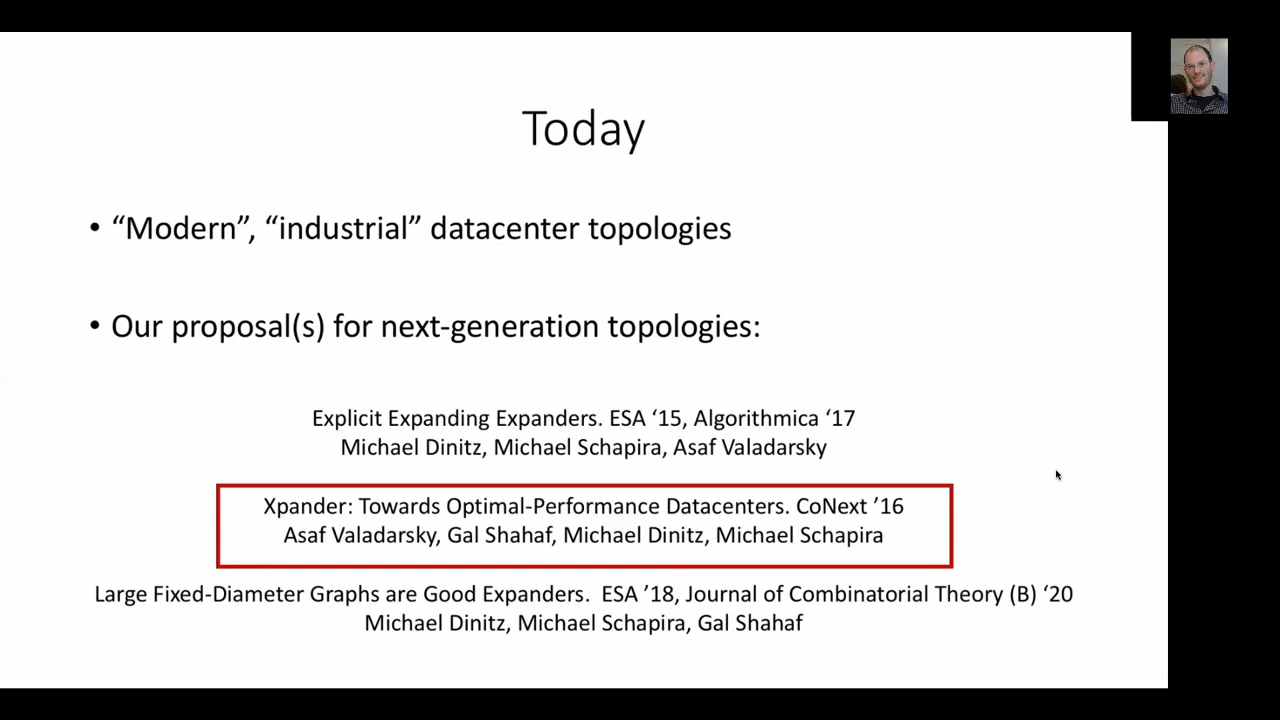 Today
• “Modern”, “industrial” datacenter topologies
• Our proposal(s) for next-generation topologies:
Explicit Expanding Expanders. ESA ‘15, Algorithmica ‘17
Michael Dinitz, Michael Schapira, Asaf Valadarsky
Xpander: Towards Optimal-Performance Datacenters. CoNext ’16
Asaf Valadarsky, Gal Shahaf, Michael Dinitz, Michael Schapira
Large Fixed-Diameter Graphs are Good Expanders. ESA ’18, Journal of Combinatorial Theory (B) ‘20
Michael Dinitz, Michael Schapira, Gal Shahaf